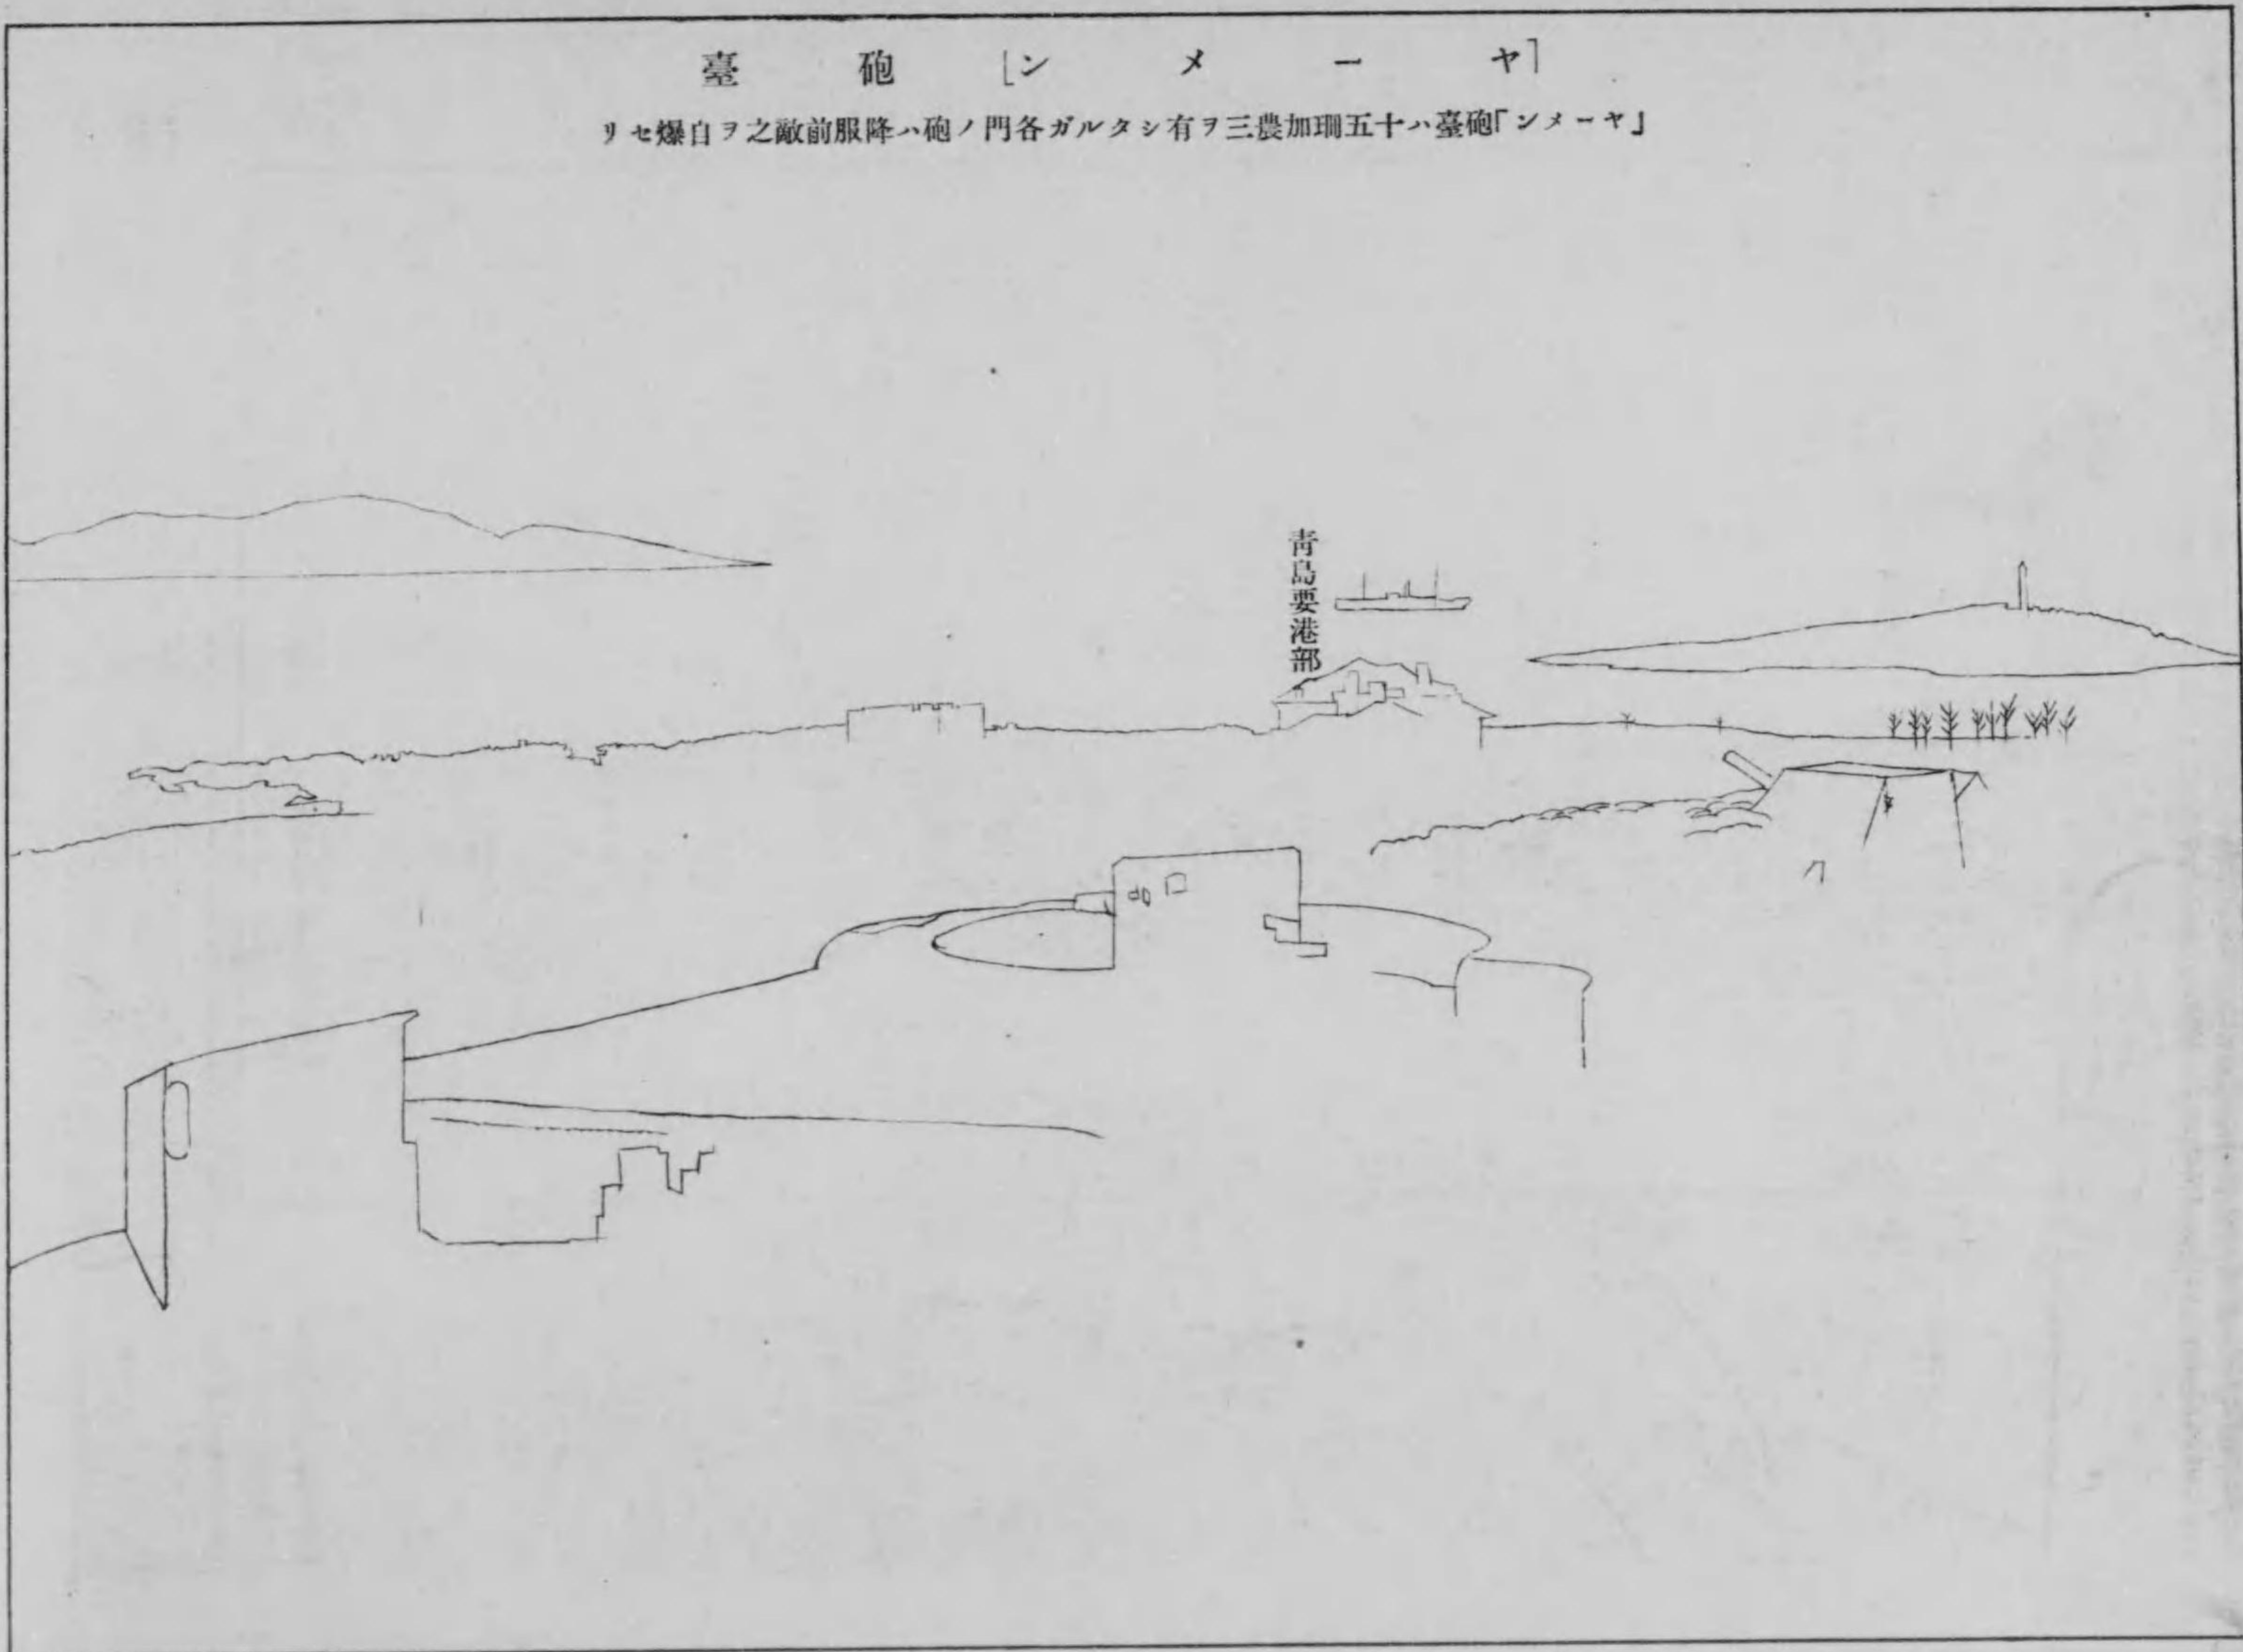 「ヤーメン」砲臺
「ヤーメン」砲臺ハ十五珊加農三ヲ有シタルガ各門ノ砲ハ降服前敵之ヲ自爆セリ
青島要港部